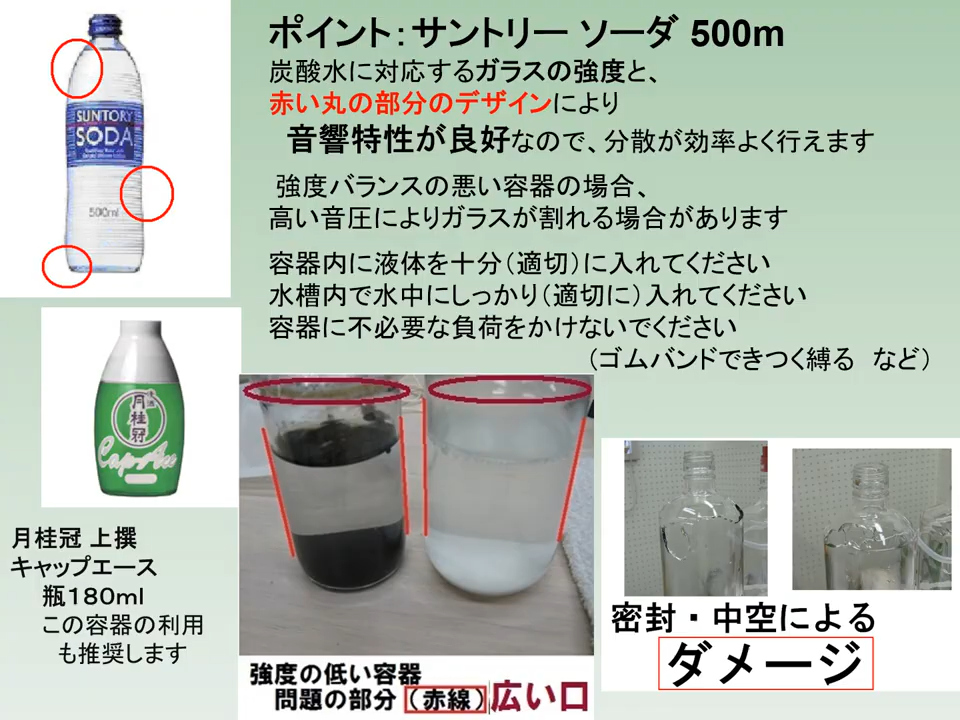 ポイント：サントリー ソーダ 500m
炭酸水に対応するガラスの強度と、
赤い丸の部分のデザインにより
音響特性が良好なので、分散が効率よく行えます
強度バランスの悪い容器の場合、
高い音圧によりガラスが割れる場合があります
容器内に液体を十分（適切）に入れてください
水槽内で水中にしっかり（適切に）入れてください
容器に不必要な負荷をかけないでください
（ゴムバンドできつく縛る　など）
SUNTORY
SODA
500ml
月桂冠
Cap Ace
月桂冠 上撰
キャップエース
瓶180ml
この容器の利用
も推奨します
強度の低い容器
問題の部分（赤線）広い口
密封・中空による
ダメージ